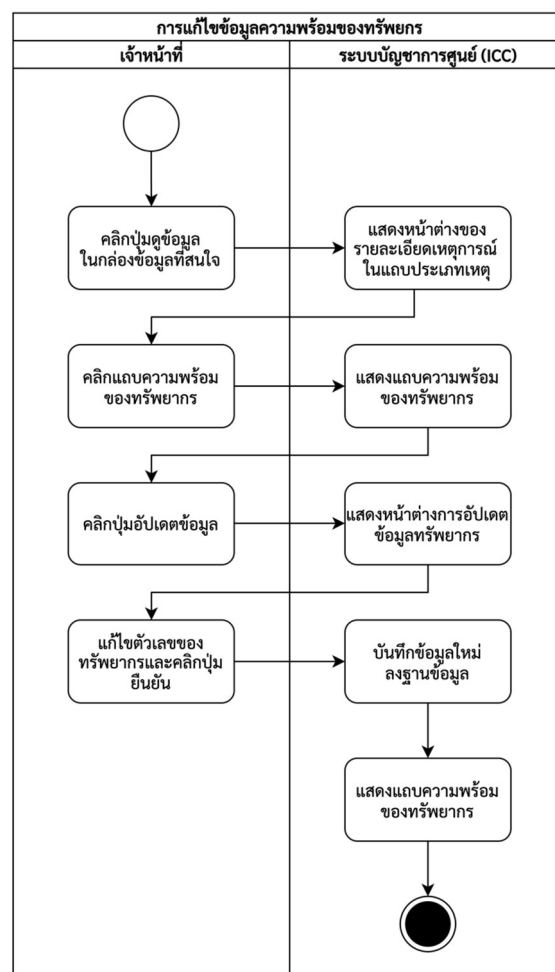 การแก้ไขข้อมูลความพร้อมของทรัพยกร
เจ้าหน้าที่
ระบบบัญชาการศูนย์ (ICC)
คลิกปุ่มดูข้อมูล
ในกล่องข้อมูลที่สนใจ
แสดงหน้าต่างของ
รายละเอียดเหตุการณ์
ในแถบประเภทเหตุ
คลิกแถบความพร้อม
ของทรัพยากร
แสดงแถบความพร้อม
ของทรัพยากร
คลิกปุ่มอัปเดตข้อมูล
แสดงหน้าต่างการอัปเดต
ข้อมูลทรัพยากร
แก้ไขตัวเลขของ
ทรัพยากรและคลิกปุ่ม
ยืนยัน
บันทึกข้อมูลใหม่
ลงฐานข้อมูล
แสดงแถบความพร้อม
ของทรัพยากร